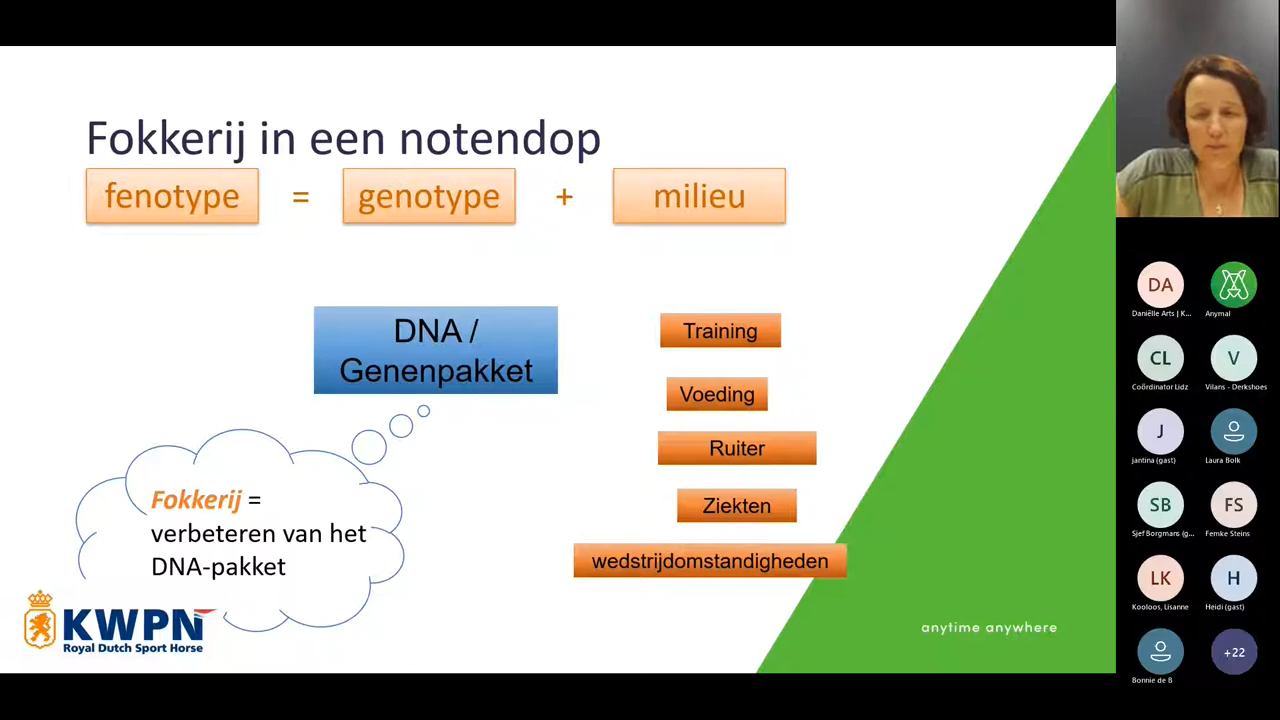 Fokkerij in een notendop
fenotype = genotype + milieu
DNA /
Genenpakket
Training
Voeding
Ruiter
Ziekten
wedstrijdomstandigheden
Fokkerij =
verbeteren van het
DNA-pakket
KWPN
Royal Dutch Sport Horse
anytime anywhere
DA
Daniëlle Arts | K...
Anymal
CL
Coördinator Lidz
V
Vilans - Derkshoes
J
jantina (gast)
Laura Bolk
SB
Sjef Borgmans (g...
FS
Femke Steins
LK
Kooloos, Lisanne
H
Heidi (gast)
Bonnie de B
+22